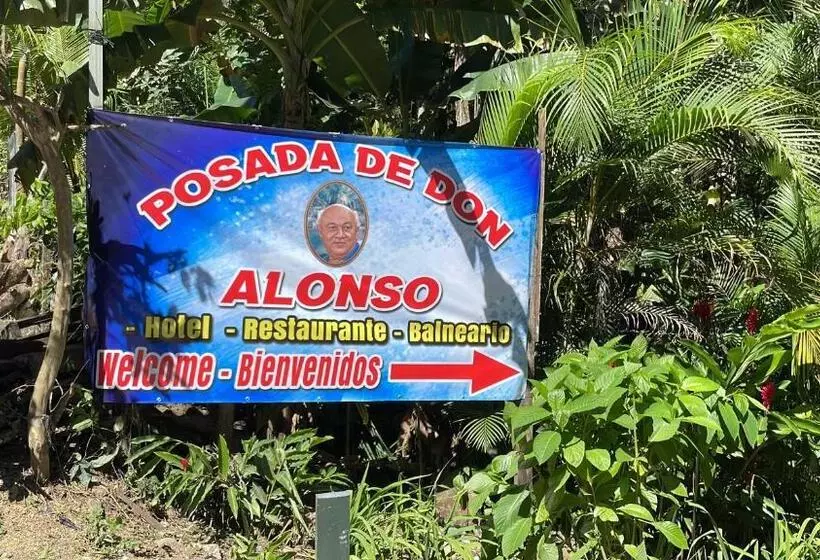 POSADA DE DON
ALONSO
- Hotel - Restaurante - Balneario
Welcome - Bienvenidos